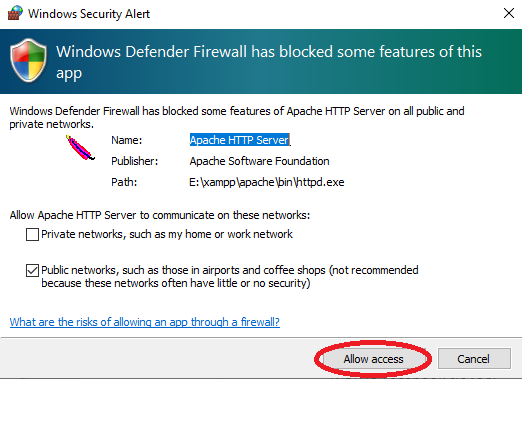 Windows Security Alert
Windows Defender Firewall has blocked some features of this
app
Windows Defender Firewall has blocked some features of Apache HTTP Server on all public and
private networks.
Name: Apache HTTP Server
Publisher: Apache Software Foundation
Path: E:\xampp\apache\bin\httpd.exe
Allow Apache HTTP Server to communicate on these networks:
Private networks, such as my home or work network
Public networks, such as those in airports and coffee shops (not recommended
because these networks often have little or no security)
What are the risks of allowing an app through a firewall?
Allow access Cancel